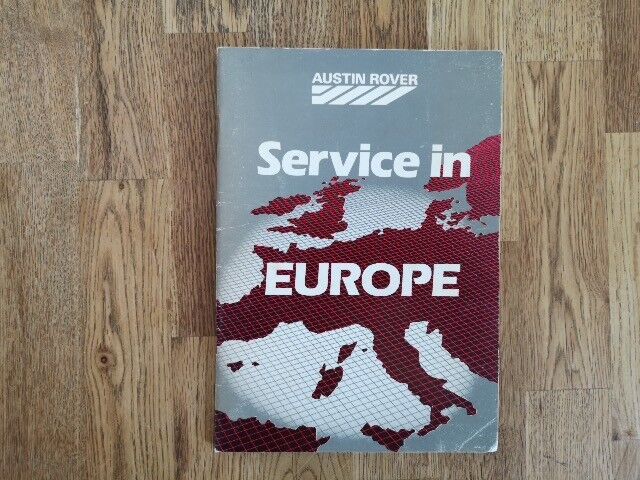 AUSTIN ROVER
Service in
EUROPE